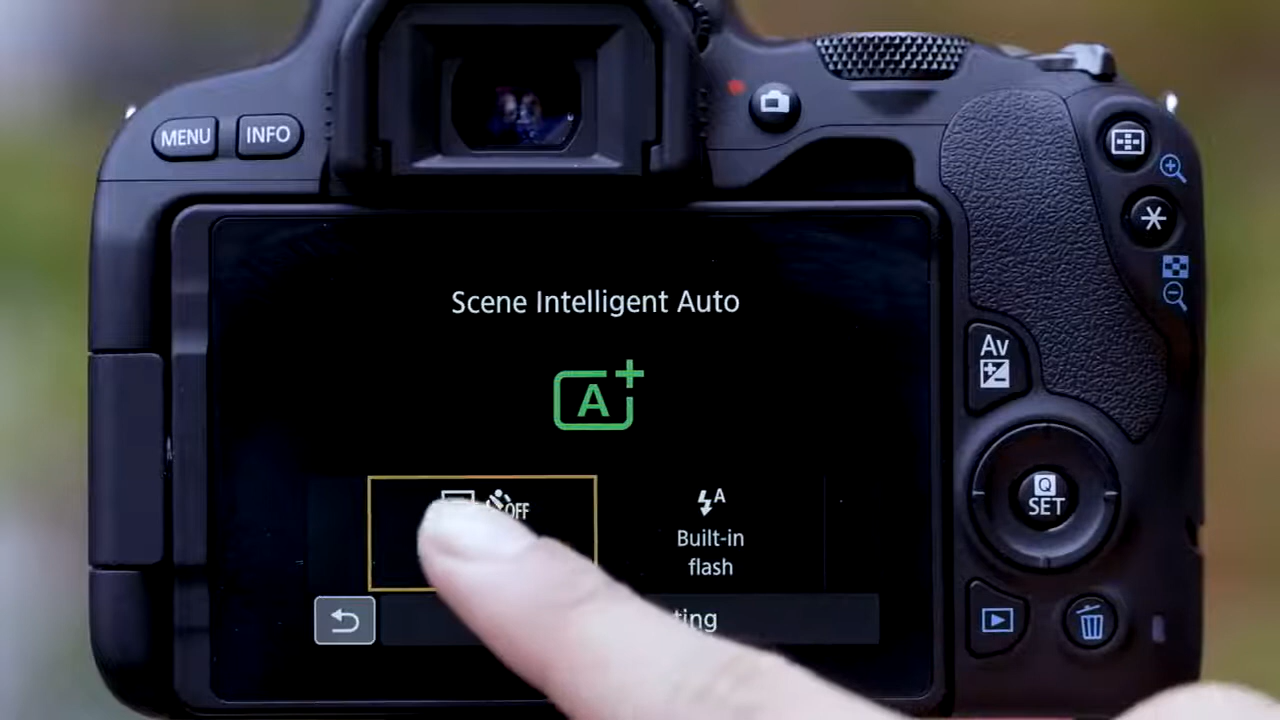 MENU
INFO
Scene Intelligent Auto
A+
Av
OFF
A
Q
SET
Built-in
flash
ting